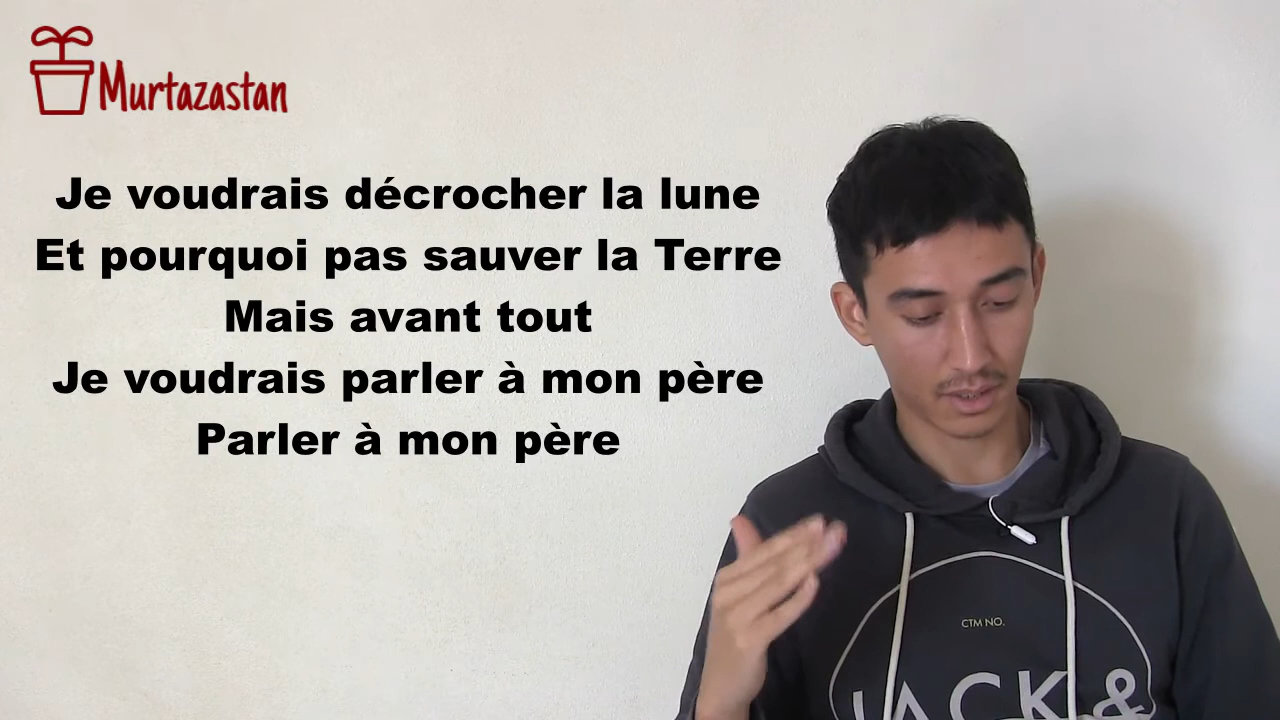 Murtazastan
Je voudrais décrocher la lune
Et pourquoi pas sauver la Terre
Mais avant tout
Je voudrais parler à mon père
Parler à mon père
CTM NO.
JACK &